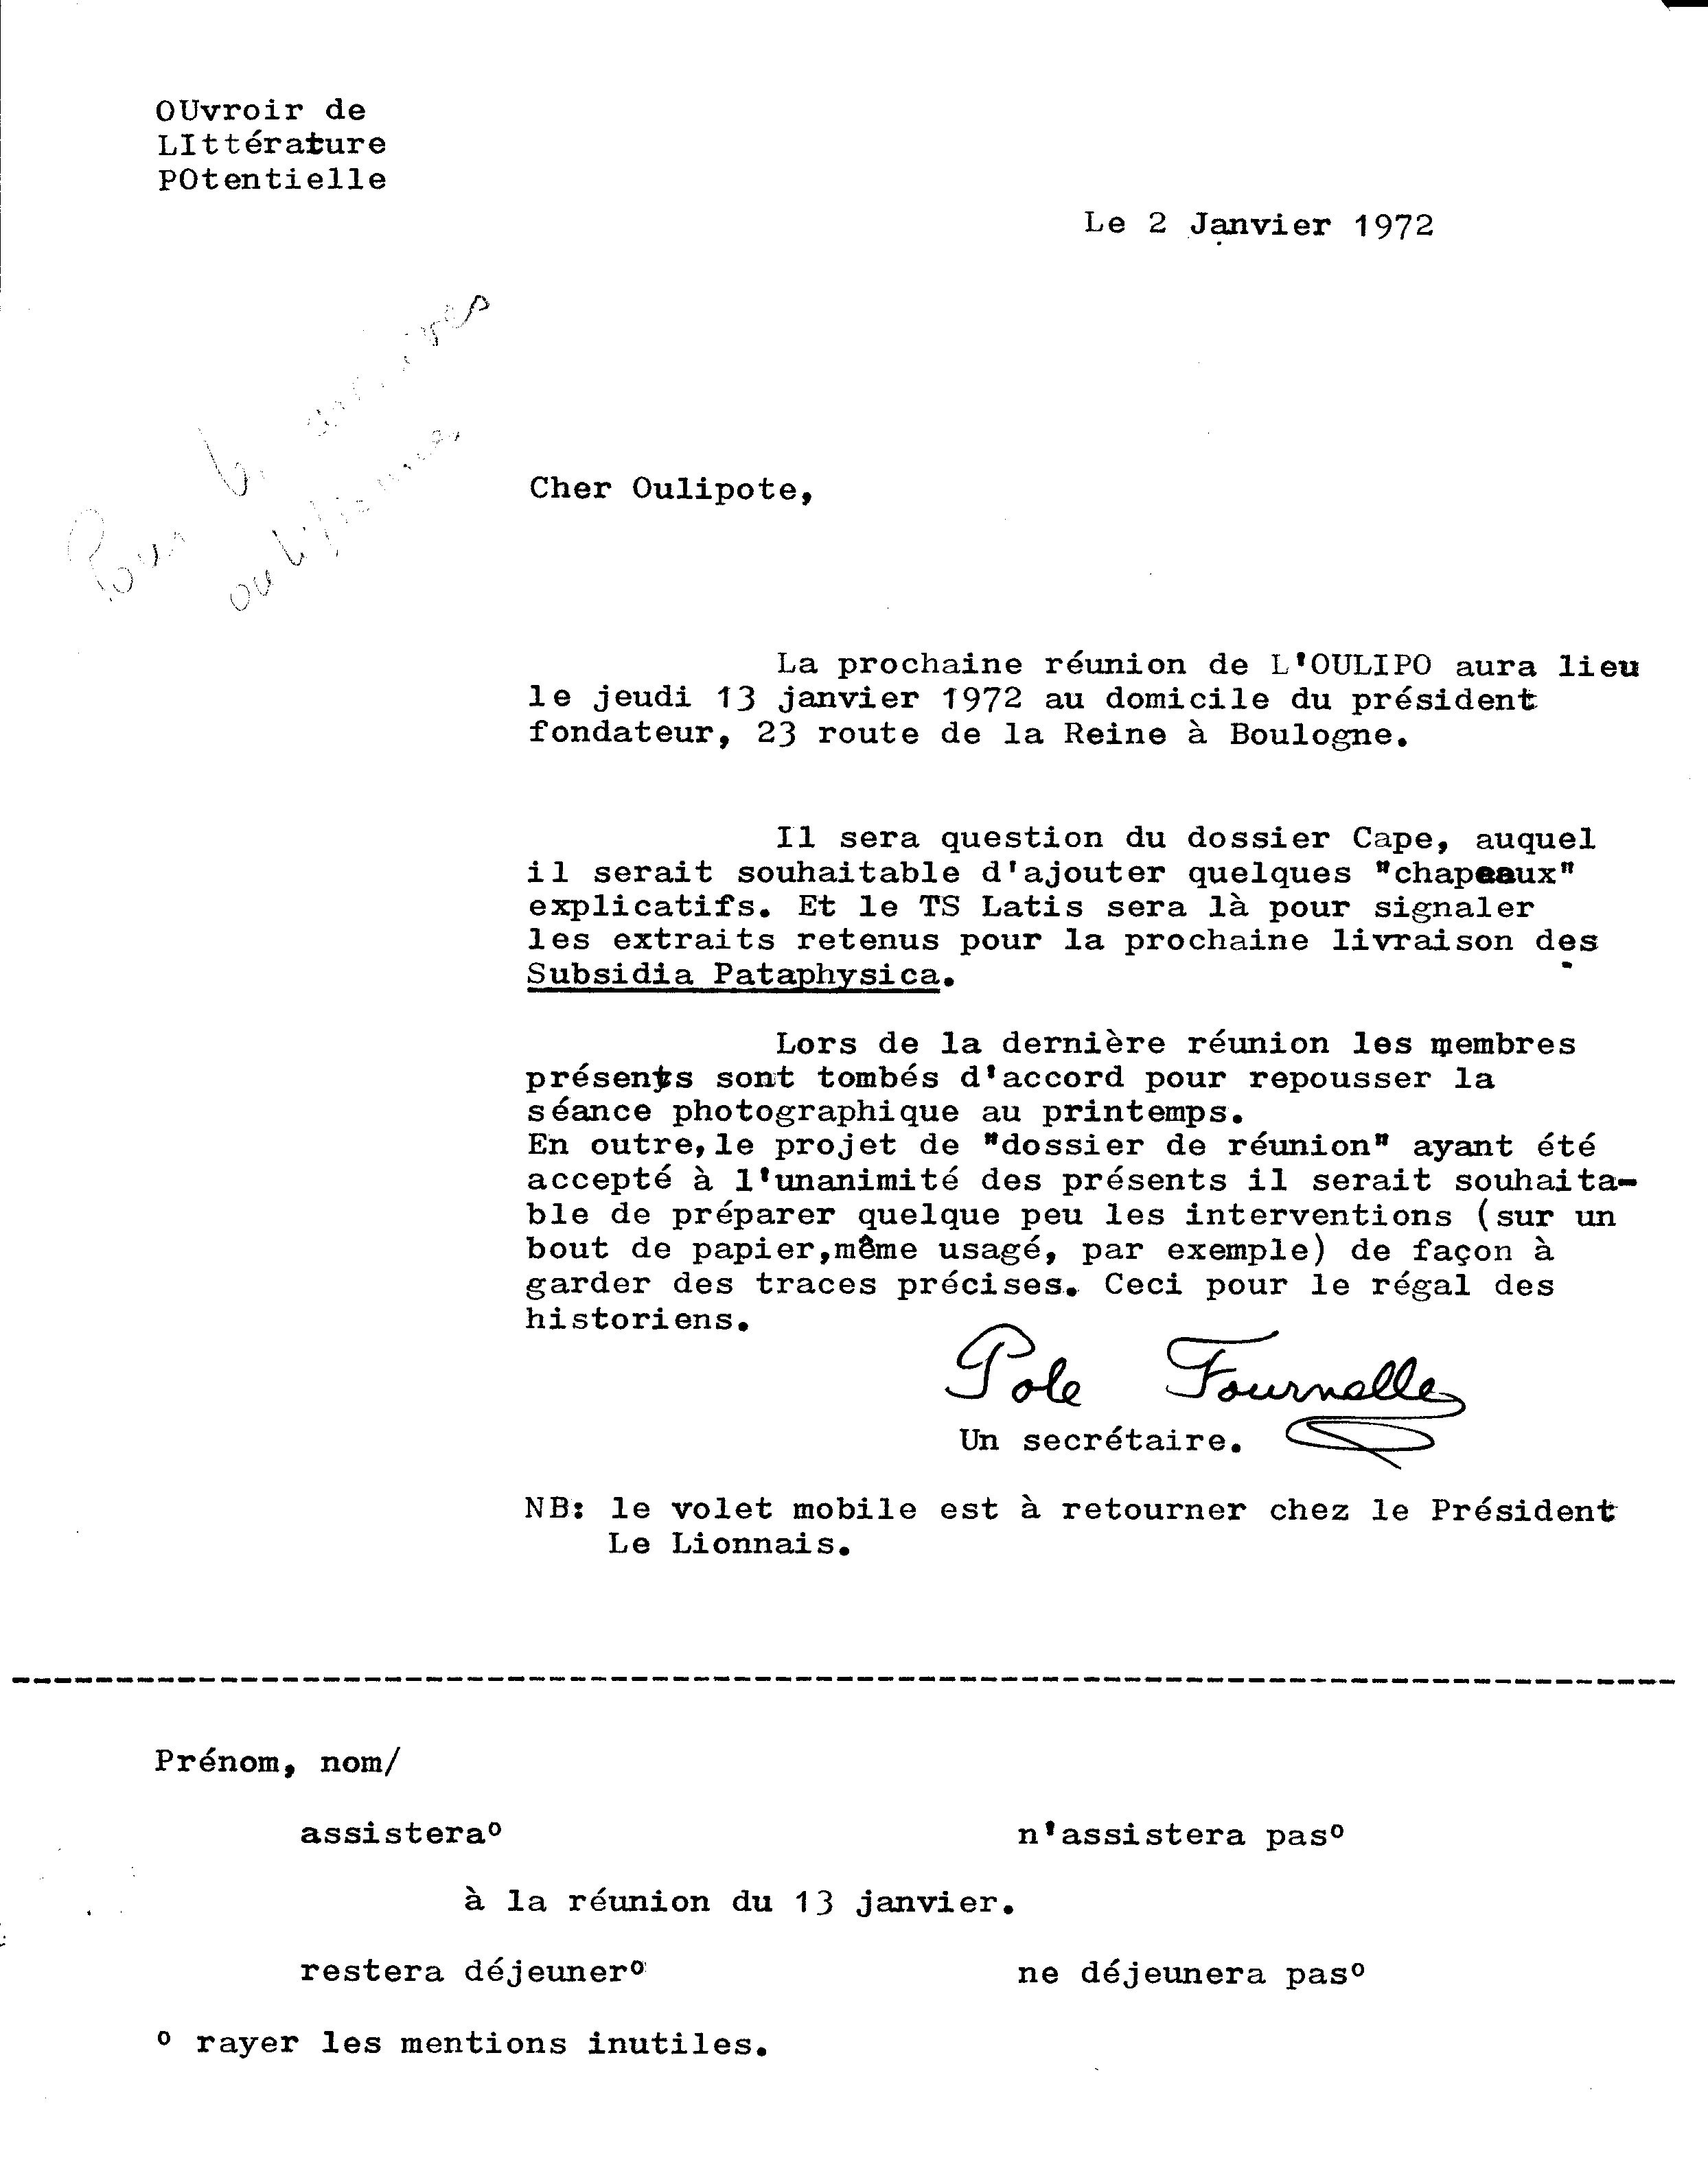 OUvroir de
LIttérature
POtentielle
Le 2 Janvier 1972
Pour les archives
oulipiennes
Cher Oulipote,
La prochaine réunion de L'OULIPO aura lieu
le jeudi 13 janvier 1972 au domicile du président
fondateur, 23 route de la Reine à Boulogne.
Il sera question du dossier Cape, auquel
il serait souhaitable d'ajouter quelques "chapeaux"
explicatifs. Et le TS Latis sera là pour signaler
les extraits retenus pour la prochaine livraison des
Subsidia Pataphysica.
Lors de la dernière réunion les membres
présents sont tombés d'accord pour repousser la
séance photographique au printemps.
En outre, le projet de "dossier de réunion" ayant été
accepté à l'unanimité des présents il serait souhaita-
ble de préparer quelque peu les interventions (sur un
bout de papier,même usagé, par exemple) de façon à
garder des traces précises. Ceci pour le régal des
historiens.
Pole Fournelle
Un secrétaire.
NB: le volet mobile est à retourner chez le Président
Le Lionnais.
Prénom, nom/
assisteraº n'assistera pasº
à la réunion du 13 janvier.
restera déjeunerº ne déjeunera pasº
º rayer les mentions inutiles.